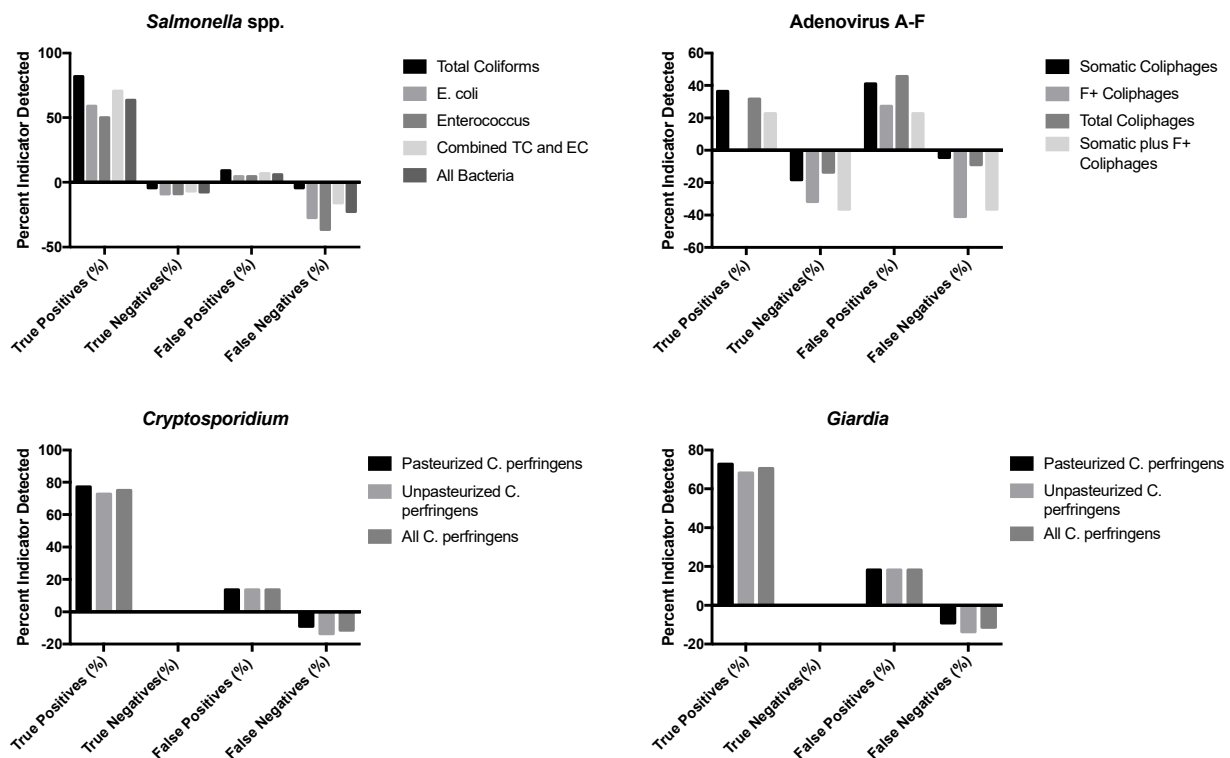 Salmonella spp.
Percent Indicator Detected
100
50
0
-50
True Positives (%)
True Negatives(%)
False Positives (%)
False Negatives (%)
Total Coliforms
E. coli
Enterococcus
Combined TC and EC
All Bacteria
Adenovirus A-F
Percent Indicator Detected
60
40
20
0
-20
-40
-60
True Positives (%)
True Negatives(%)
False Positives (%)
False Negatives (%)
Somatic Coliphages
F+ Coliphages
Total Coliphages
Somatic plus F+
Coliphages
Cryptosporidium
Percent Indicator Detected
100
80
60
40
20
0
-20
True Positives (%)
True Negatives(%)
False Positives (%)
False Negatives (%)
Pasteurized C. perfringens
Unpasteurized C.
perfringens
All C. perfringens
Giardia
Percent Indicator Detected
80
60
40
20
0
-20
True Positives (%)
True Negatives(%)
False Positives (%)
False Negatives (%)
Pasteurized C. perfringens
Unpasteurized C.
perfringens
All C. perfringens